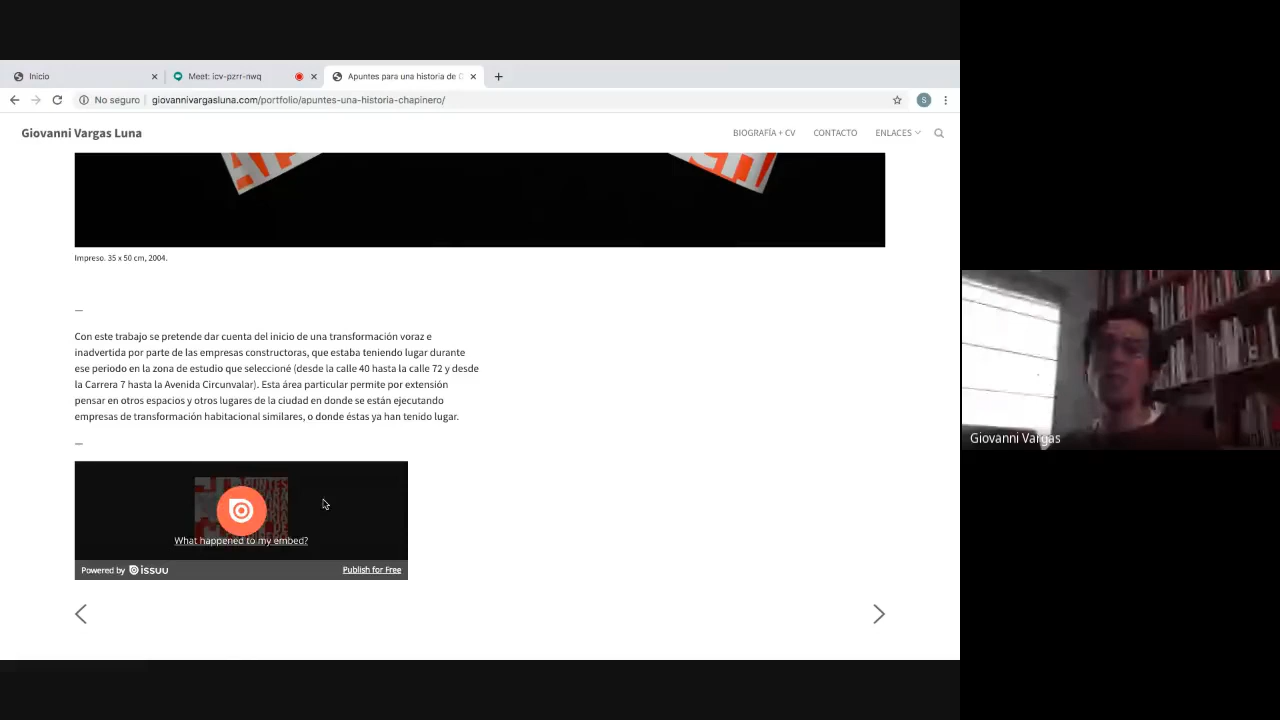 Inicio
Meet: icv-pzrr-nwq
Apuntes para una historia de C
No seguro
giovannivargasluna.com/portfolio/apuntes-una-historia-chapinero/
S
Giovanni Vargas Luna
BIOGRAFÍA + CV
CONTACTO
ENLACES
Impreso. 35 x 50 cm, 2004.
—
Con este trabajo se pretende dar cuenta del inicio de una transformación voraz e
inadvertida por parte de las empresas constructoras, que estaba teniendo lugar durante
ese periodo en la zona de estudio que seleccioné (desde la calle 40 hasta la calle 72 y desde
la Carrera 7 hasta la Avenida Circunvalar). Esta área particular permite por extensión
pensar en otros espacios y otros lugares de la ciudad en donde se están ejecutando
empresas de transformación habitacional similares, o donde éstas ya han tenido lugar.
—
What happened to my embed?
Powered by issuu
Publish for Free
Giovanni Vargas